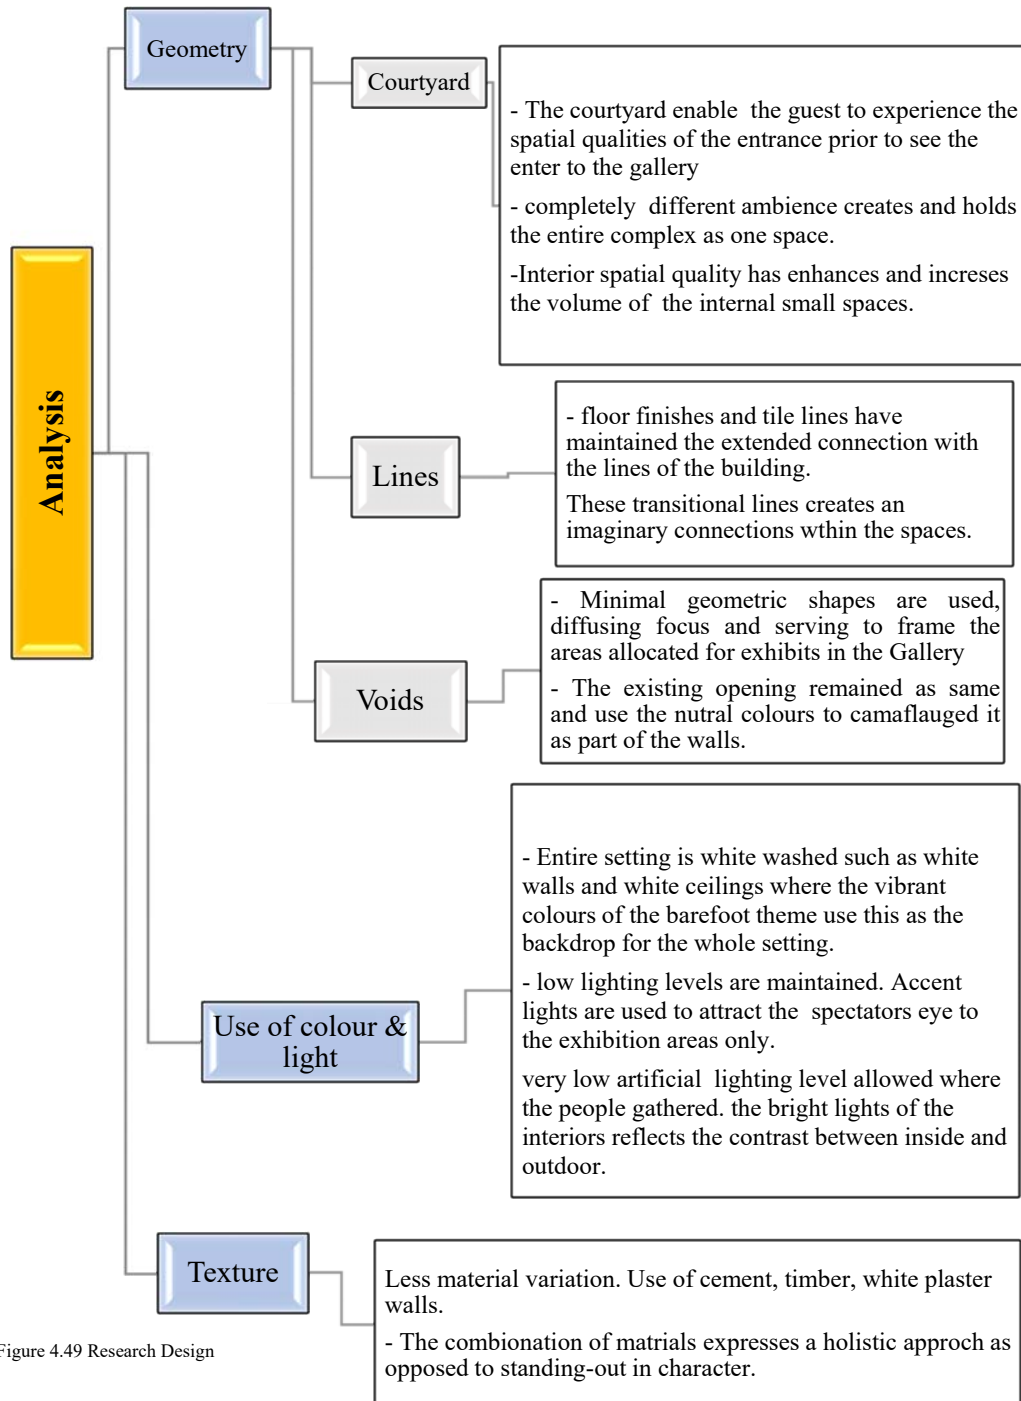 Geometry
Courtyard
- The courtyard enable the guest to experience the
spatial qualities of the entrance prior to see the
enter to the gallery
- completely different ambience creates and holds
the entire complex as one space.
-Interior spatial quality has enhances and increses
the volume of the internal small spaces.
Analysis
Lines
- floor finishes and tile lines have
maintained the extended connection with
the lines of the building.
These transitional lines creates an
imaginary connections wthin the spaces.
Voids
- Minimal geometric shapes are used,
diffusing focus and serving to frame the
areas allocated for exhibits in the Gallery
- The existing opening remained as same
and use the nutral colours to camaflauged it
as part of the walls.
Use of colour &
light
- Entire setting is white washed such as white
walls and white ceilings where the vibrant
colours of the barefoot theme use this as the
backdrop for the whole setting.
- low lighting levels are maintained. Accent
lights are used to attract the spectators eye to
the exhibition areas only.
very low artificial lighting level allowed where
the people gathered. the bright lights of the
interiors reflects the contrast between inside and
outdoor.
Texture
Less material variation. Use of cement, timber, white plaster
walls.
- The combionation of matrials expresses a holistic approch as
opposed to standing-out in character.
Figure 4.49 Research Design